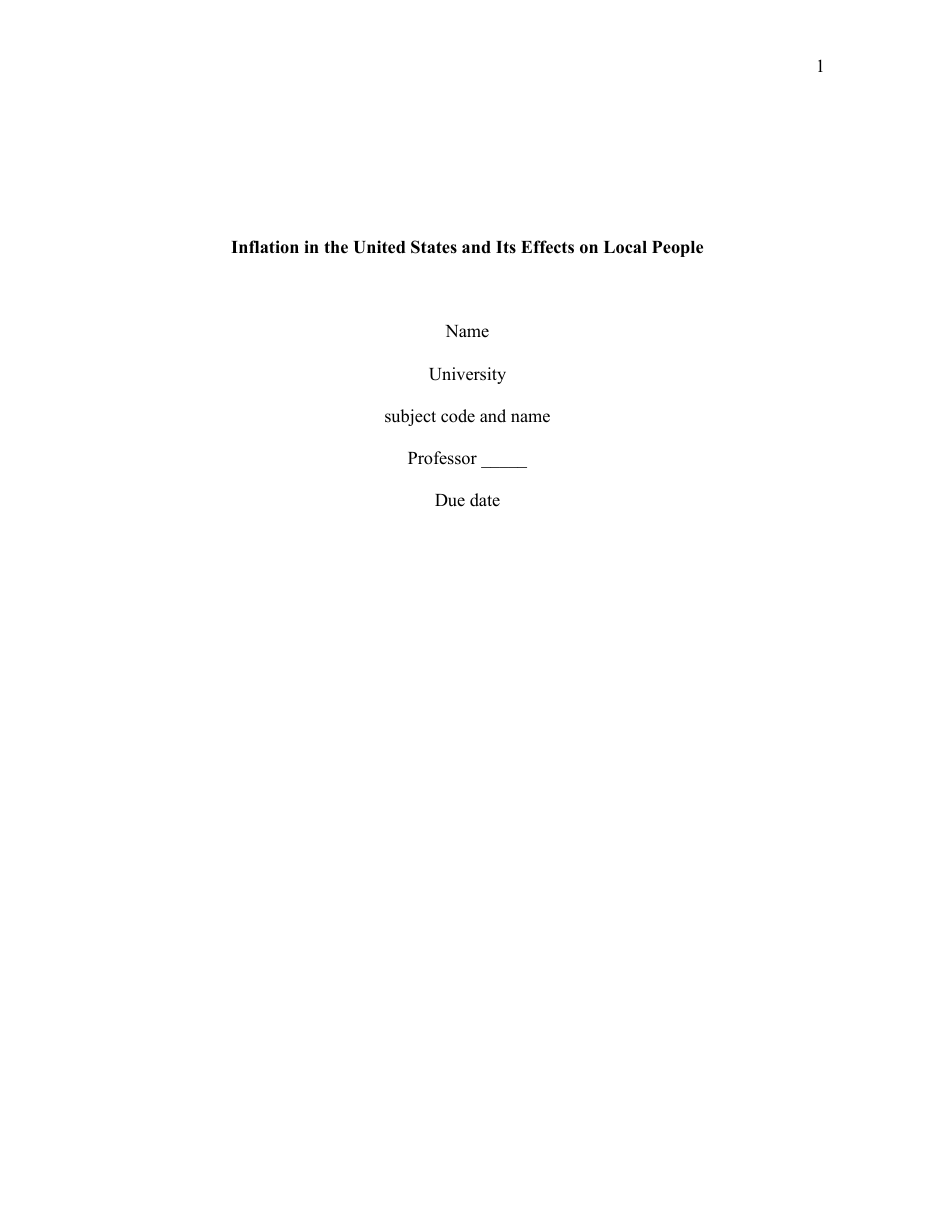 1
Inflation in the United States and Its Effects on Local People
Name
University
subject code and name
Professor _____
Due date